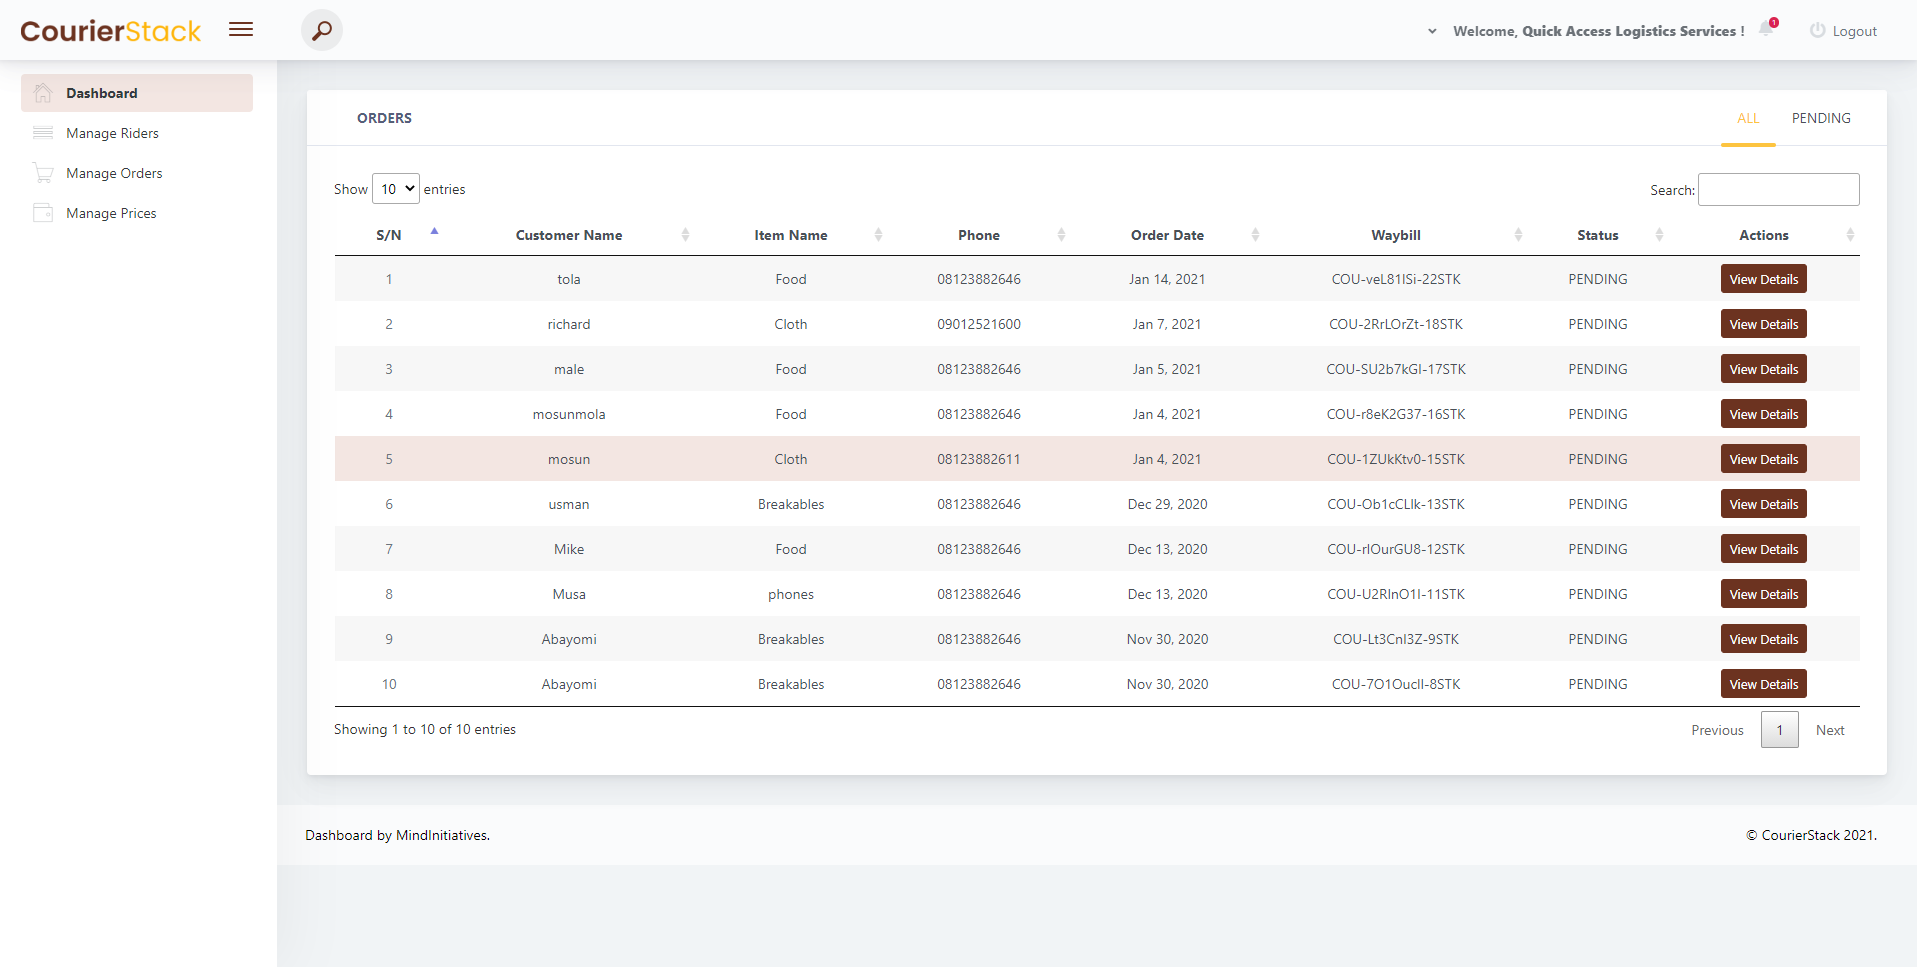 CourierStack
Welcome, Quick Access Logistics Services ! 1 Logout
Dashboard
Manage Riders
Manage Orders
Manage Prices
ORDERS ALL PENDING
Show 10 entries Search:
S/N Customer Name Item Name Phone Order Date Waybill Status Actions
1 tola Food 08123882646 Jan 14, 2021 COU-veL81ISi-22STK PENDING View Details
2 richard Cloth 09012521600 Jan 7, 2021 COU-2RrLOrZt-18STK PENDING View Details
3 male Food 08123882646 Jan 5, 2021 COU-SU2b7kGI-17STK PENDING View Details
4 mosunmola Food 08123882646 Jan 4, 2021 COU-r8eK2G37-16STK PENDING View Details
5 mosun Cloth 08123882611 Jan 4, 2021 COU-1ZUkKtv0-15STK PENDING View Details
6 usman Breakables 08123882646 Dec 29, 2020 COU-Ob1cCLIk-13STK PENDING View Details
7 Mike Food 08123882646 Dec 13, 2020 COU-rIOurGU8-12STK PENDING View Details
8 Musa phones 08123882646 Dec 13, 2020 COU-U2RInO1I-11STK PENDING View Details
9 Abayomi Breakables 08123882646 Nov 30, 2020 COU-Lt3CnI3Z-9STK PENDING View Details
10 Abayomi Breakables 08123882646 Nov 30, 2020 COU-7O1OucII-8STK PENDING View Details
Showing 1 to 10 of 10 entries Previous 1 Next
Dashboard by MindInitiatives. © CourierStack 2021.